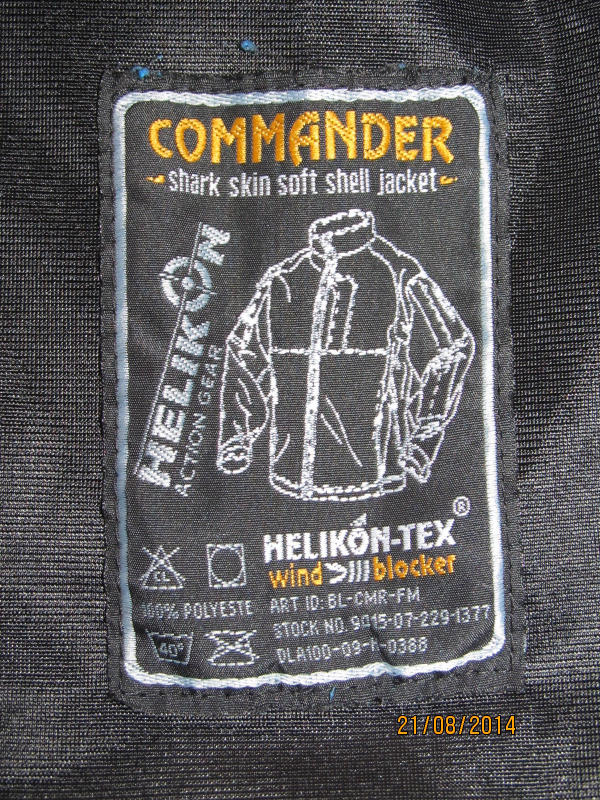 COMMANDER
shark skin soft shell jacket
HELIKON
ACTION GEAR
HELIKON-TEX®
wind blocker
CL
100% POLYESTE
ART ID: BL-CMR-FM
STOCK NO. 9015-07-229-1377
40°
DLA100-09-R-0388
21/08/2014